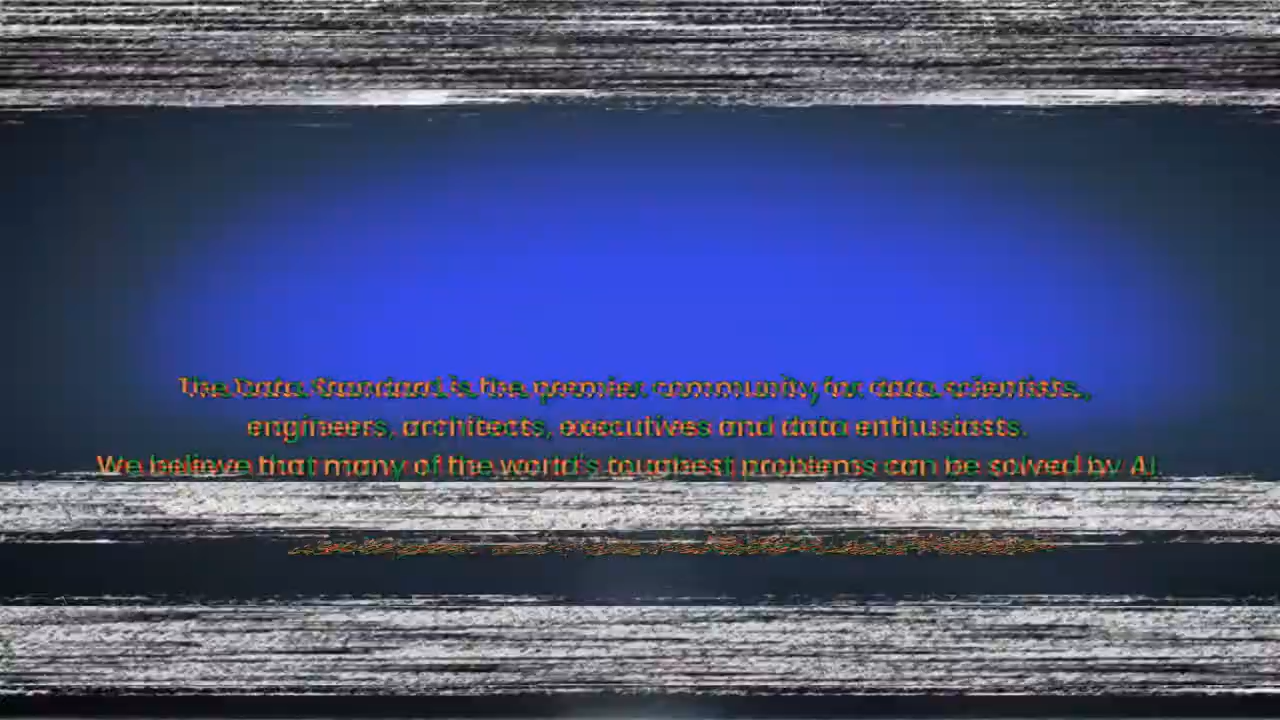 The Data Standard is the premier community for data scientists,
engineers, architects, executives and data enthusiasts.
We believe that many of the world's toughest problems can be solved by AI.